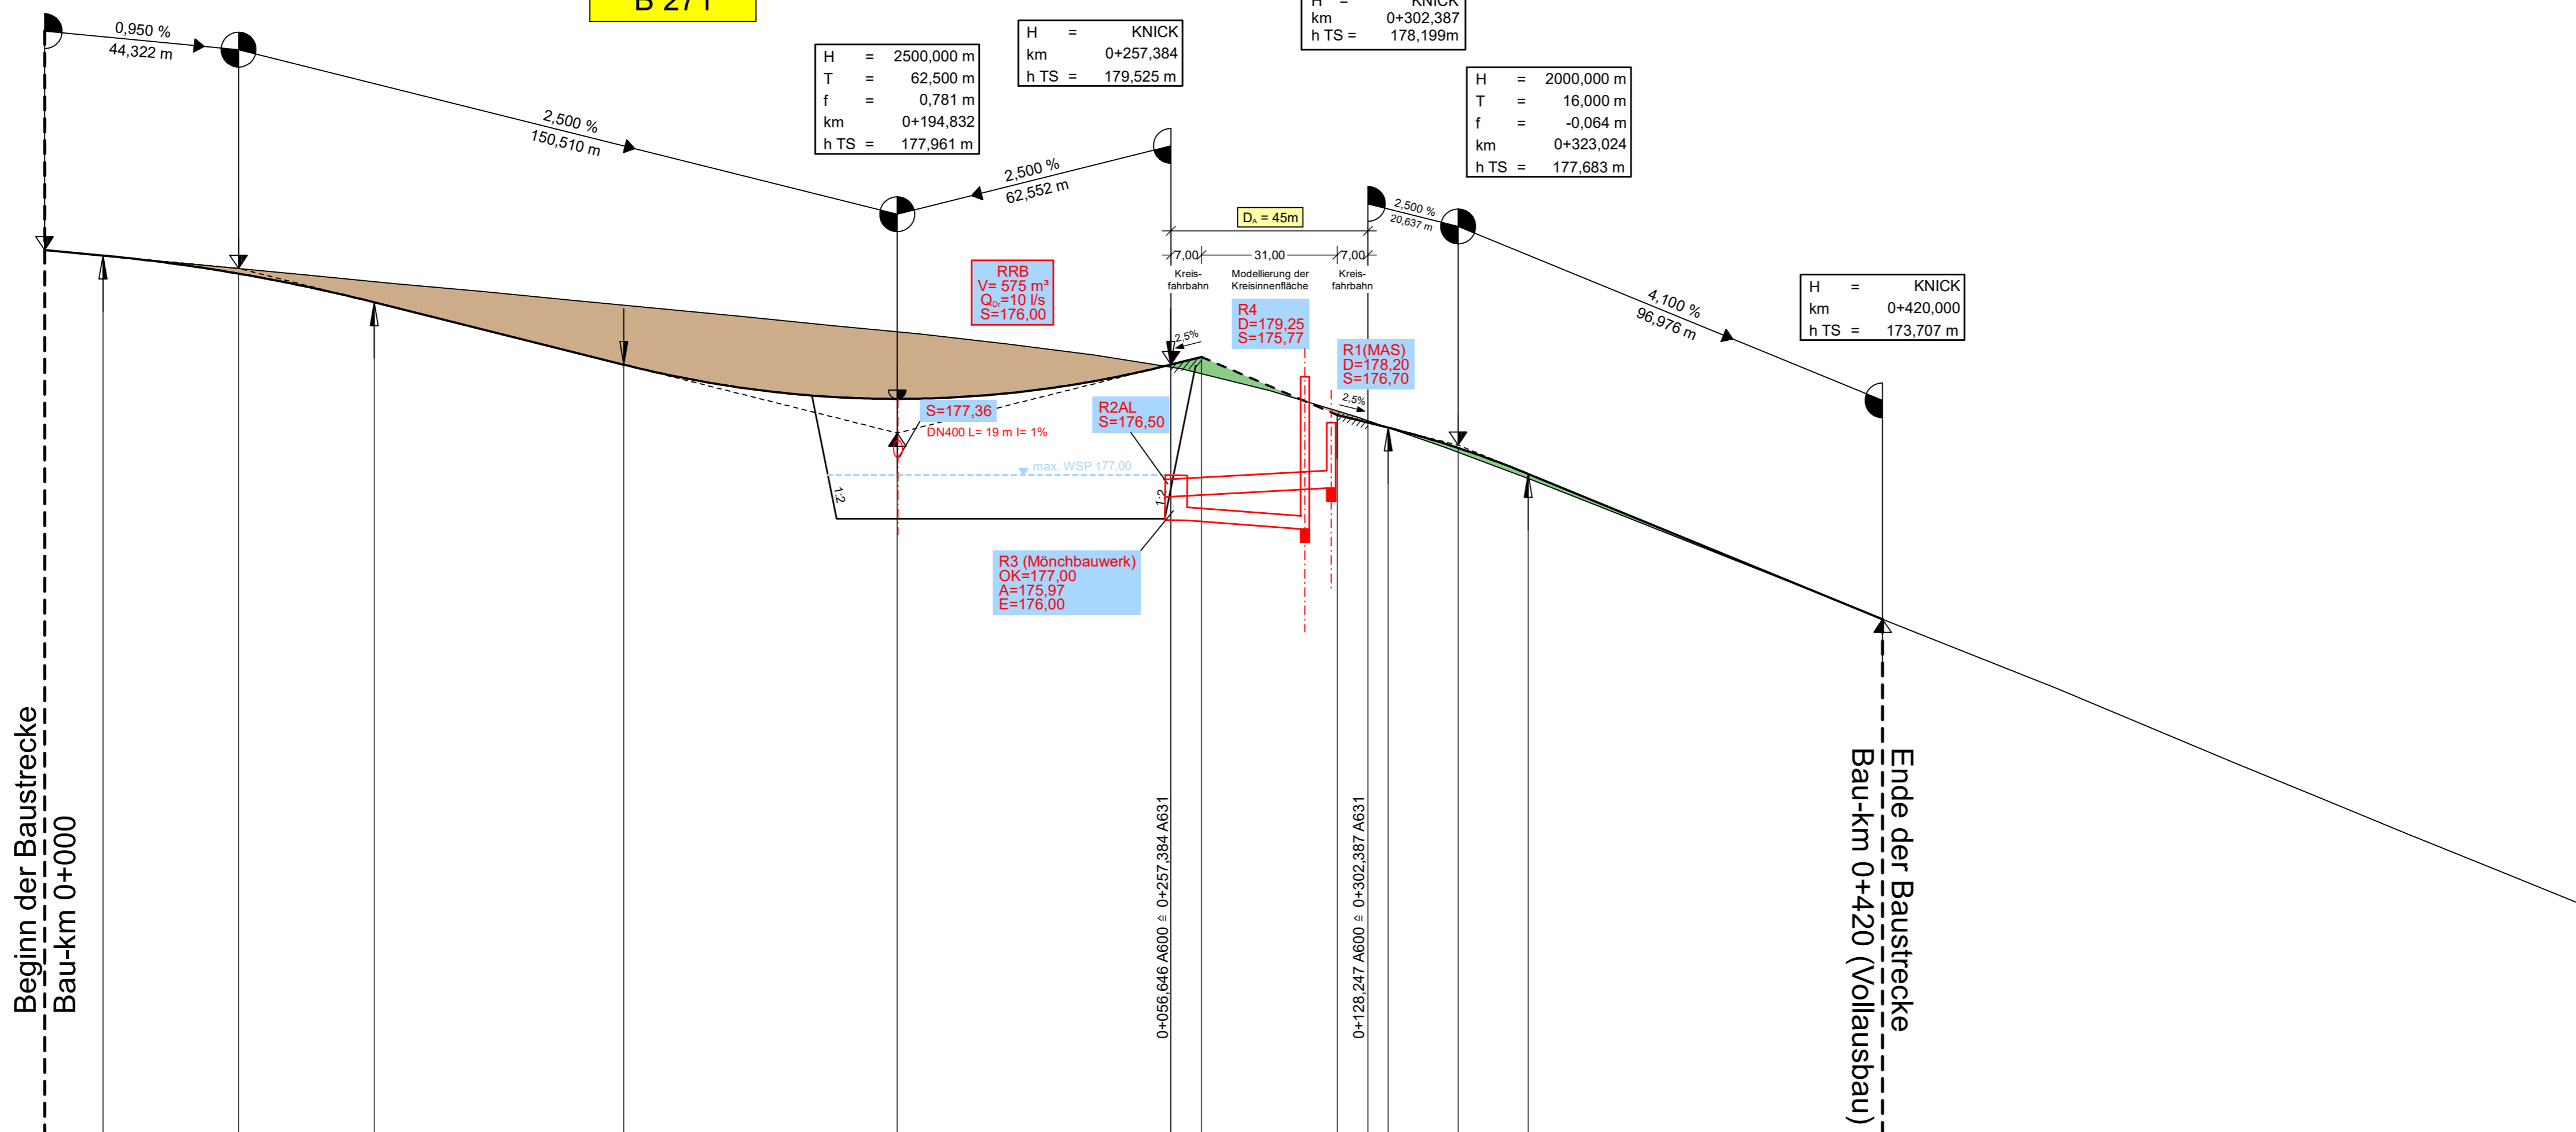 B 271
0,950 %
44,322 m
2,500 %
150,510 m
H = 2500,000 m
T = 62,500 m
f = 0,781 m
km 0+194,832
h TS = 177,961 m
H = KNICK
km 0+257,384
h TS = 179,525 m
H = KNICK
km 0+302,387
h TS = 178,199m
H = 2000,000 m
T = 16,000 m
f = -0,064 m
km 0+323,024
h TS = 177,683 m
2,500 %
62,552 m
DA = 45m
7,00
31,00
7,00
Kreis-
fahrbahn
Modellierung der
Kreisinnenfläche
Kreis-
fahrbahn
2,500 %
20,637 m
4,100 %
96,976 m
H = KNICK
km 0+420,000
h TS = 173,707 m
RRB
V= 575 m³
QDr=10 l/s
S=176,00
2,5%
R4
D=179,25
S=175,77
R1(MAS)
D=178,20
S=176,70
2,5%
S=177,36
DN400 L= 19 m I= 1%
R2AL
S=176,50
max. WSP 177,00
1:2
1:2
R3 (Mönchbauwerk)
OK=177,00
A=175,97
E=176,00
Beginn der Baustrecke
Bau-km 0+000
0+056,646 A600 ≙ 0+257,384 A631
0+128,247 A600 ≙ 0+302,387 A631
Ende der Baustrecke
Bau-km 0+420 (Vollausbau)